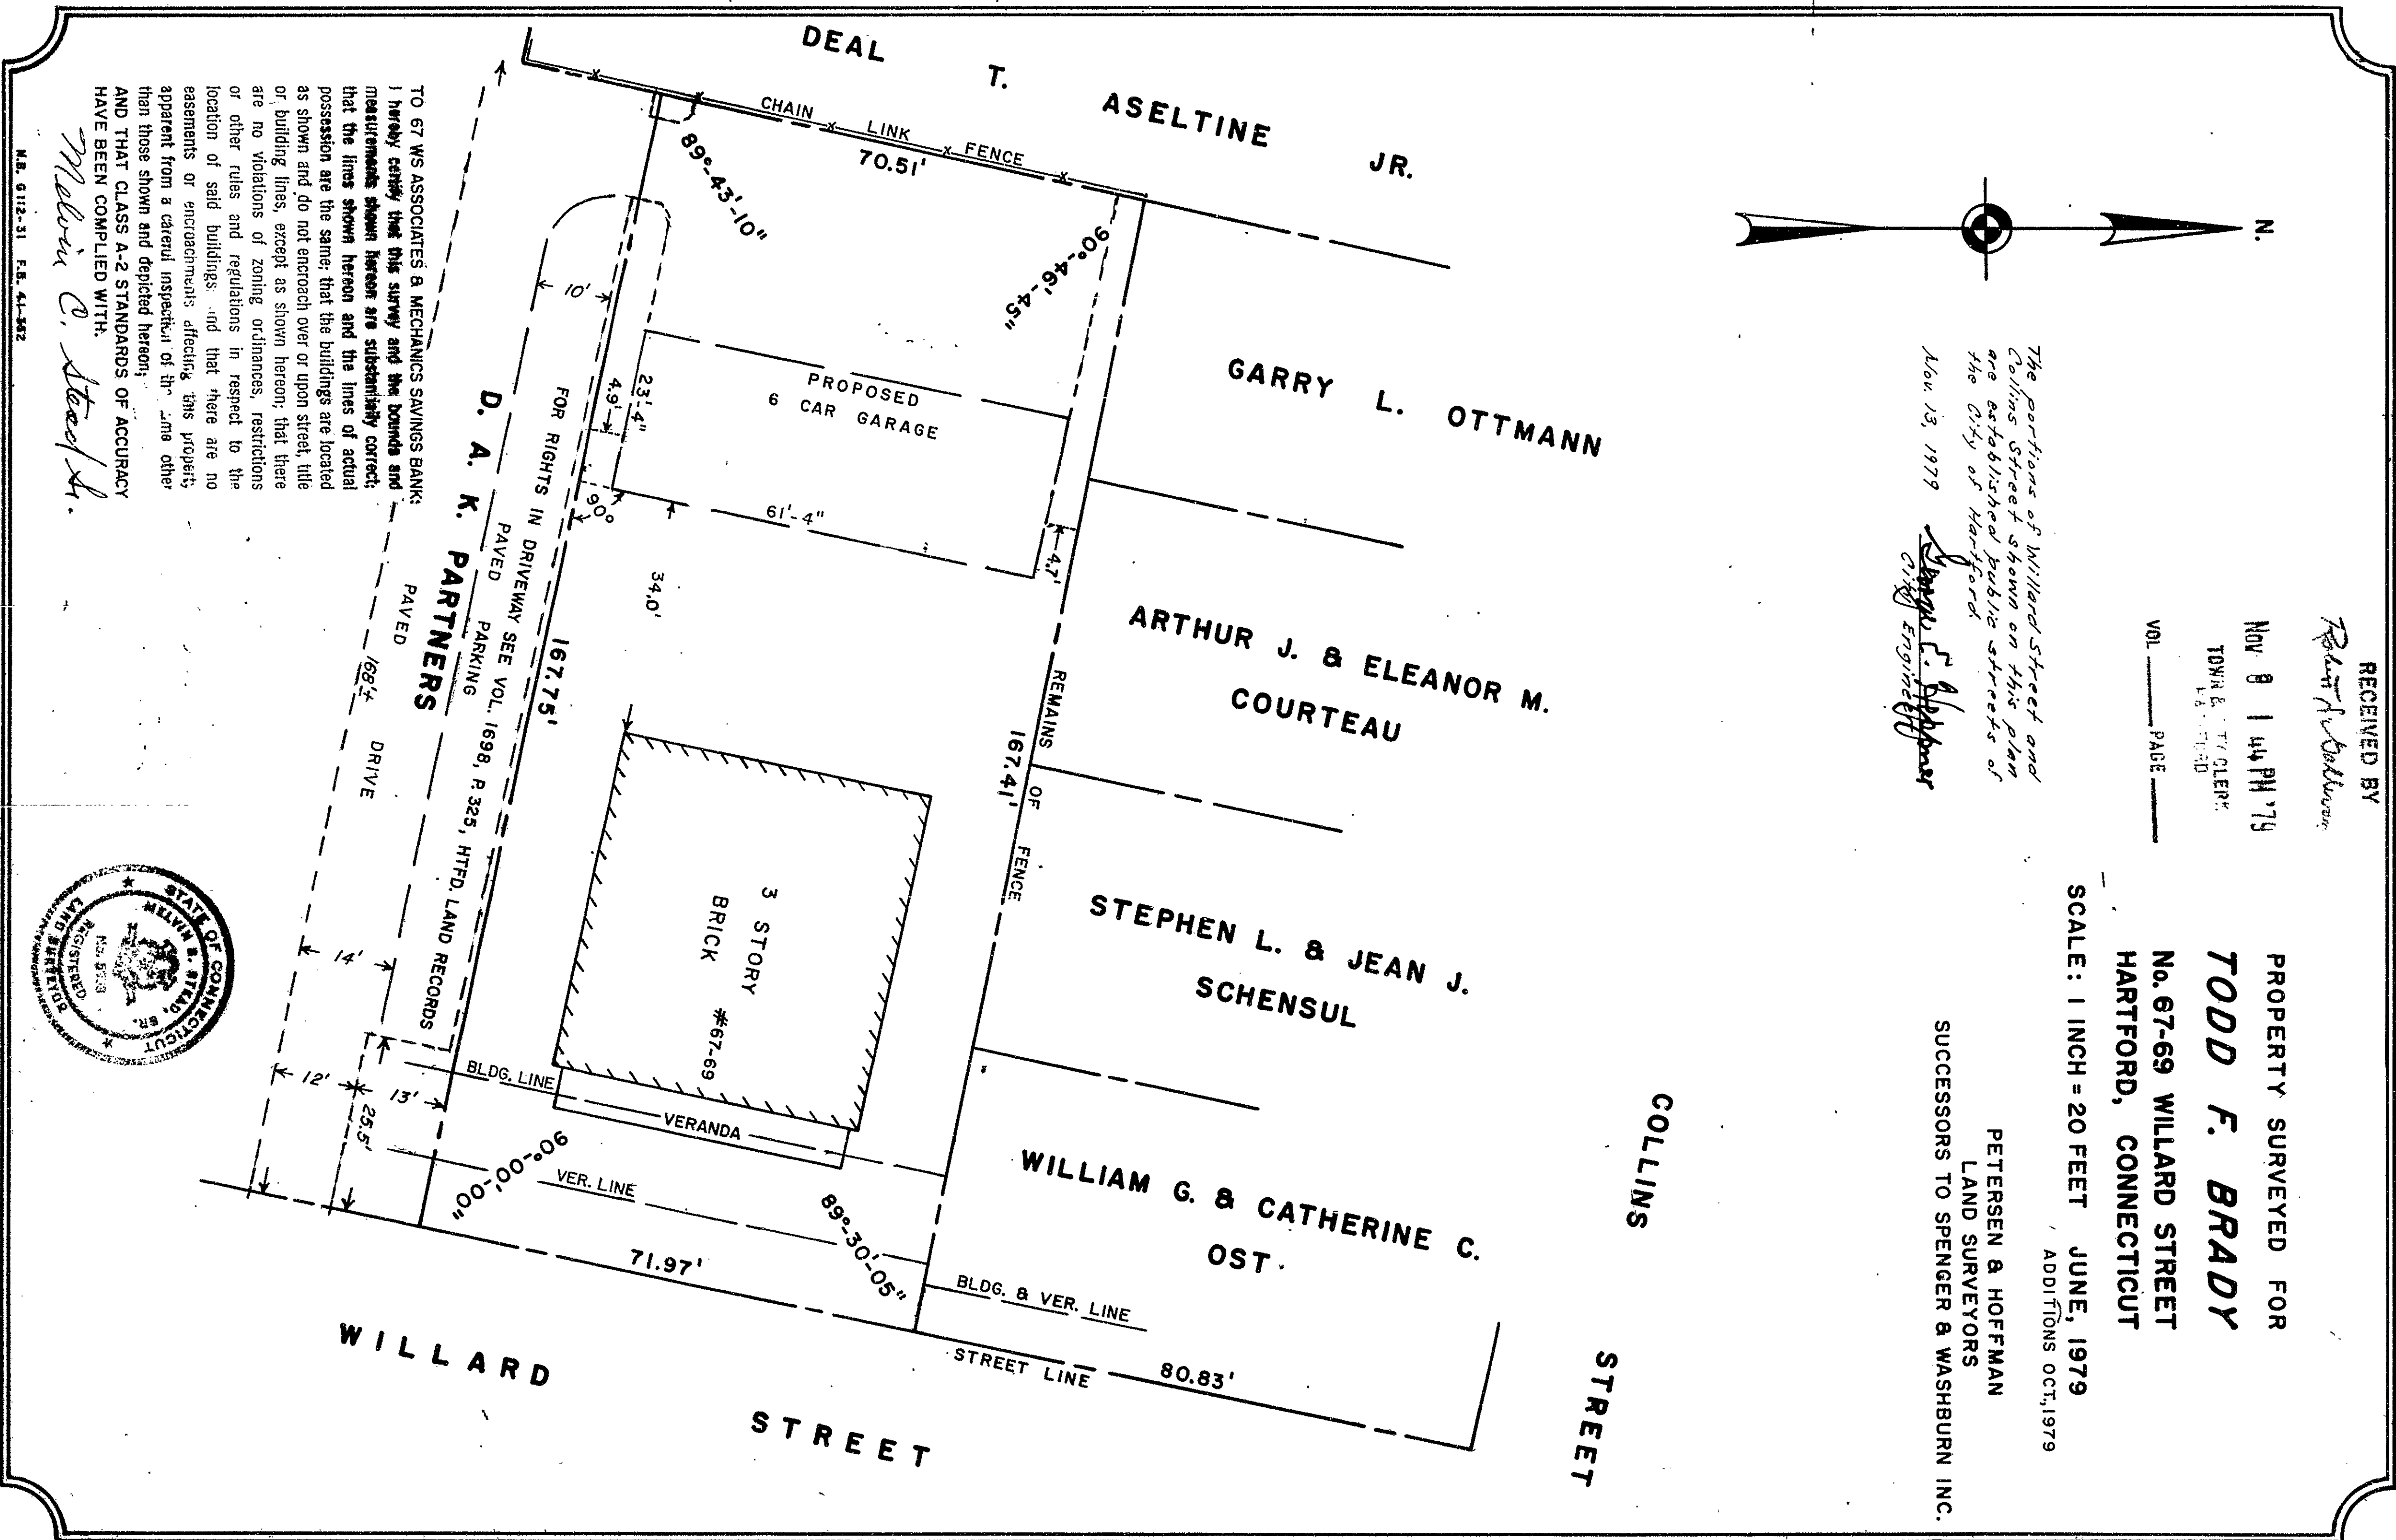 RECEIVED BY
Nov 8 1 44 PM '79
TOWN & CITY CLERK
VOL PAGE
PROPERTY SURVEYED FOR
TODD F. BRADY
No. 67-69 WILLARD STREET
HARTFORD, CONNECTICUT
SCALE: 1 INCH = 20 FEET JUNE, 1979
ADDITIONS OCT., 1979
PETERSEN & HOFFMAN
LAND SURVEYORS
SUCCESSORS TO SPENGER & WASHBURN INC.
The portions of Willard Street and
Collins Street shown on this plan
are established public streets of
the City of Hartford.
Nov. 13, 1979
City Engineer
N.
DEAL T. ASELTINE JR.
CHAIN LINK FENCE
70.51'
89°-43'-10"
90°-46'-45"
GARRY L. OTTMANN
10'
PROPOSED
6 CAR GARAGE
23'-4"
4.9'
90°
61'-4"
4.7'
34.0'
ARTHUR J. & ELEANOR M.
COURTEAU
REMAINS OF FENCE
167.41'
167.75'
FOR RIGHTS IN DRIVEWAY SEE VOL. 1698, P. 325, HTFD. LAND RECORDS
PAVED PARKING
D. A. K. PARTNERS
PAVED DRIVE
168'±
3 STORY
BRICK #67-69
STEPHEN L. & JEAN J.
SCHENSUL
14'
12'
13'
25.5'
BLDG. LINE
VERANDA
VER. LINE
90°-00'-00"
89°-30'-05"
WILLIAM G. & CATHERINE C.
OST
BLDG. & VER. LINE
71.97'
STREET LINE
80.83'
WILLARD STREET
COLLINS STREET
TO 67 WS ASSOCIATES & MECHANICS SAVINGS BANK:
I hereby certify that this survey and the bounds and
measurements shown hereon are substantially correct;
that the lines shown hereon and the lines of actual
possession are the same; that the buildings are located
as shown and do not encroach over or upon street, title
or building lines, except as shown hereon; that there
are no violations of zoning ordinances, restrictions
or other rules and regulations in respect to the
location of said buildings: and that there are no
easements or encroachments affecting this property
apparent from a careful inspection of the same other
than those shown and depicted hereon;
AND THAT CLASS A-2 STANDARDS OF ACCURACY
HAVE BEEN COMPLIED WITH.
Melvin C. Stead Sr.
N.B. G112-31 F.B.
STATE OF CONNECTICUT
STEAD, SR.
REGISTERED
LAND SURVEYOR